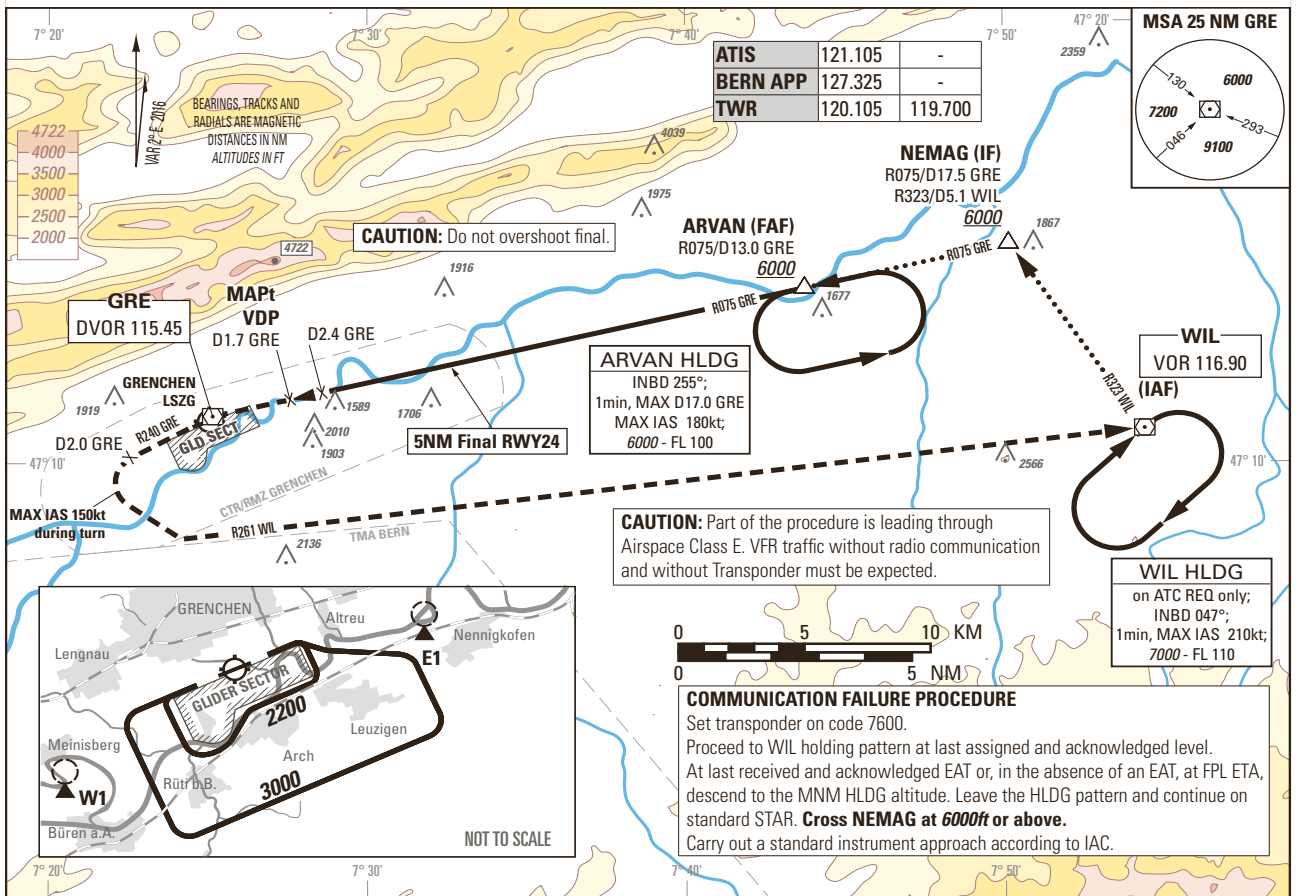 7° 20'
7° 30'
7° 40'
7° 50'
47° 20'
2359
MSA 25 NM GRE
130
6000
7200
293
046
9100
ATIS 121.105 -
BERN APP 127.325 -
TWR 120.105 119.700
VAR 2° E 2016
BEARINGS, TRACKS AND
RADIALS ARE MAGNETIC
DISTANCES IN NM
ALTITUDES IN FT
4722
4000
3500
3000
2500
2000
4039
1975
NEMAG (IF)
R075/D17.5 GRE
R323/D5.1 WIL
6000
1867
R075 GRE
CAUTION: Do not overshoot final.
ARVAN (FAF)
R075/D13.0 GRE
6000
1677
R075 GRE
4722
1916
GRE
DVOR 115.45
MAPt
VDP
D1.7 GRE
D2.4 GRE
WIL
VOR 116.90
(IAF)
R323 WIL
ARVAN HLDG
INBD 255°;
1min, MAX D17.0 GRE
MAX IAS 180kt;
6000 - FL 100
GRENCHEN
LSZG
1919
1589
1706
2010
1903
R240 GRE
GLD SECT
D2.0 GRE
5NM Final RWY24
2566
47° 10'
47° 10'
CTR/RMZ GRENCHEN
MAX IAS 150kt
during turn
R261 WIL
TMA BERN
2136
CAUTION: Part of the procedure is leading through
Airspace Class E. VFR traffic without radio communication
and without Transponder must be expected.
WIL HLDG
on ATC REQ only;
INBD 047°;
1min, MAX IAS 210kt;
7000 - FL 110
GRENCHEN
Altreu
Nennigkofen
Lengnau
E1
GLIDER SECTOR
2200
Leuzigen
Meinisberg
Arch
Rüti b.B.
3000
W1
Büren a.A.
NOT TO SCALE
0 5 10 KM
0 5 NM
COMMUNICATION FAILURE PROCEDURE
Set transponder on code 7600.
Proceed to WIL holding pattern at last assigned and acknowledged level.
At last received and acknowledged EAT or, in the absence of an EAT, at FPL ETA,
descend to the MNM HLDG altitude. Leave the HLDG pattern and continue on
standard STAR. Cross NEMAG at 6000ft or above.
Carry out a standard instrument approach according to IAC.
7° 20'
7° 30'
7° 40'
7° 50'